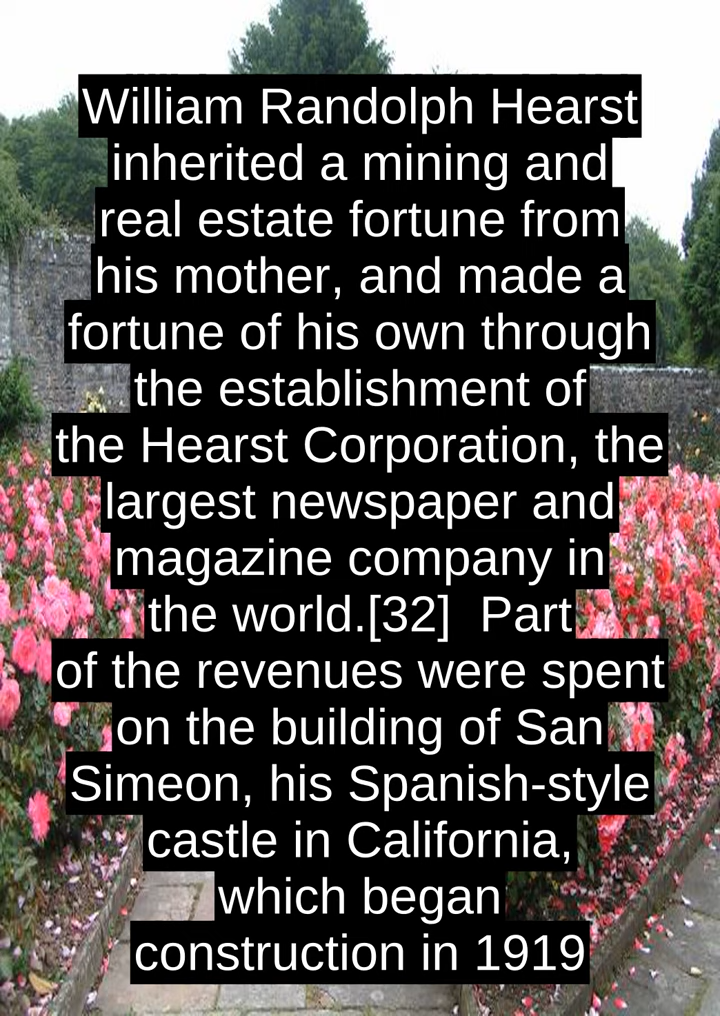 William Randolph Hearst
inherited a mining and
real estate fortune from
his mother, and made a
fortune of his own through
the establishment of
the Hearst Corporation, the
largest newspaper and
magazine company in
the world.[32]  Part
of the revenues were spent
on the building of San
Simeon, his Spanish-style
castle in California,
which began
construction in 1919